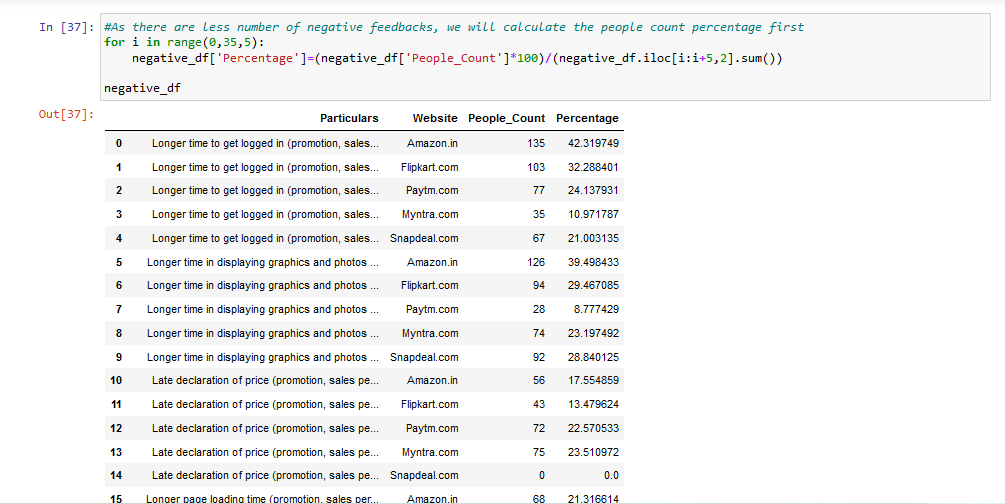 In [37]: #As there are less number of negative feedbacks, we will calculate the people count percentage first
for i in range(0,35,5):
    negative_df['Percentage']=(negative_df['People_Count']*100)/(negative_df.iloc[i:i+5,2].sum())
negative_df
Out[37]:
Particulars Website People_Count Percentage
0 Longer time to get logged in (promotion, sales... Amazon.in 135 42.319749
1 Longer time to get logged in (promotion, sales... Flipkart.com 103 32.288401
2 Longer time to get logged in (promotion, sales... Paytm.com 77 24.137931
3 Longer time to get logged in (promotion, sales... Myntra.com 35 10.971787
4 Longer time to get logged in (promotion, sales... Snapdeal.com 67 21.003135
5 Longer time in displaying graphics and photos ... Amazon.in 126 39.498433
6 Longer time in displaying graphics and photos ... Flipkart.com 94 29.467085
7 Longer time in displaying graphics and photos ... Paytm.com 28 8.777429
8 Longer time in displaying graphics and photos ... Myntra.com 74 23.197492
9 Longer time in displaying graphics and photos ... Snapdeal.com 92 28.840125
10 Late declaration of price (promotion, sales pe... Amazon.in 56 17.554859
11 Late declaration of price (promotion, sales pe... Flipkart.com 43 13.479624
12 Late declaration of price (promotion, sales pe... Paytm.com 72 22.570533
13 Late declaration of price (promotion, sales pe... Myntra.com 75 23.510972
14 Late declaration of price (promotion, sales pe... Snapdeal.com 0 0.0
15 Longer page loading time (promotion, sales per... Amazon.in 68 21.316614